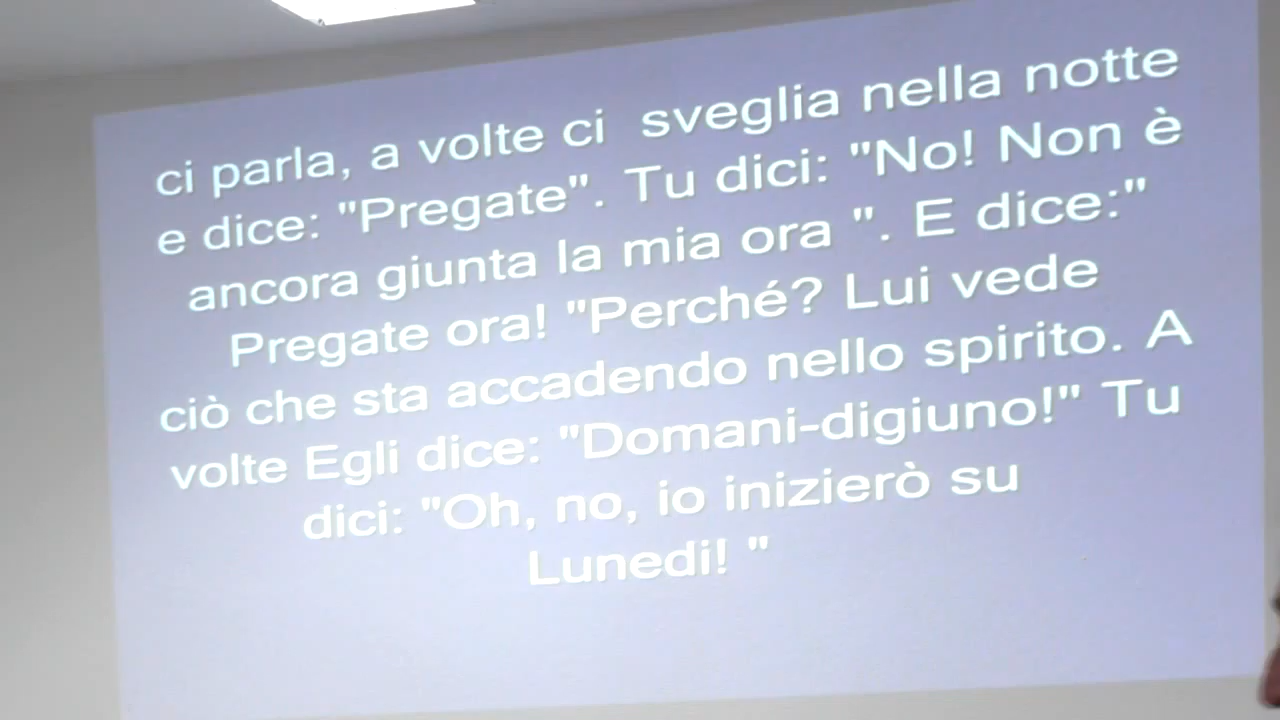 ci parla, a volte ci  sveglia nella notte
e dice: "Pregate". Tu dici: "No! Non è
ancora giunta la mia ora ". E dice:"
Pregate ora! "Perché? Lui vede
ciò che sta accadendo nello spirito. A
volte Egli dice: "Domani-digiuno!" Tu
dici: "Oh, no, io inizierò su
Lunedi! "